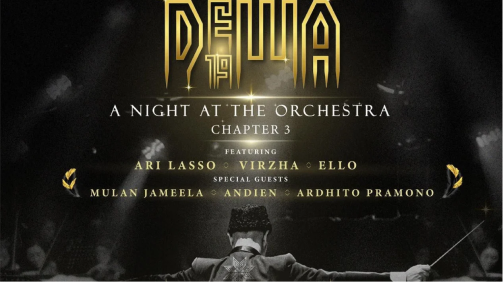 DEWA
19
A NIGHT AT THE ORCHESTRA
CHAPTER 3
FEATURING
ARI LASSO ◇ VIRZHA ◇ ELLO
SPECIAL GUESTS
MULAN JAMEELA ◇ ANDIEN ◇ ARDHITO PRAMONO